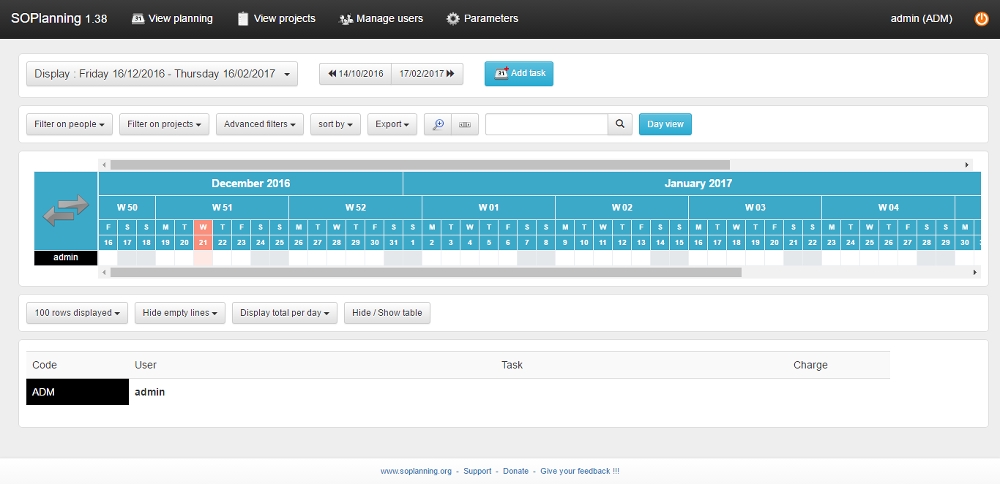 SOPlanning 1.38 View planning View projects Manage users Parameters admin (ADM)
Display : Friday 16/12/2016 - Thursday 16/02/2017 14/10/2016 17/02/2017 31 Add task
Filter on people Filter on projects Advanced filters sort by Export Day view
December 2016 January 2017
W 50 W 51 W 52 W 01 W 02 W 03 W 04
F S S M T W T F S S M T W T F S S M T W T F S S M T W T F S S M T W T F S S M T W T F S S M
16 17 18 19 20 21 22 23 24 25 26 27 28 29 30 31 1 2 3 4 5 6 7 8 9 10 11 12 13 14 15 16 17 18 19 20 21 22 23 24 25 26 27 28 29 30
admin
100 rows displayed Hide empty lines Display total per day Hide / Show table
Code User Task Charge
ADM admin
www.soplanning.org - Support - Donate - Give your feedback !!!